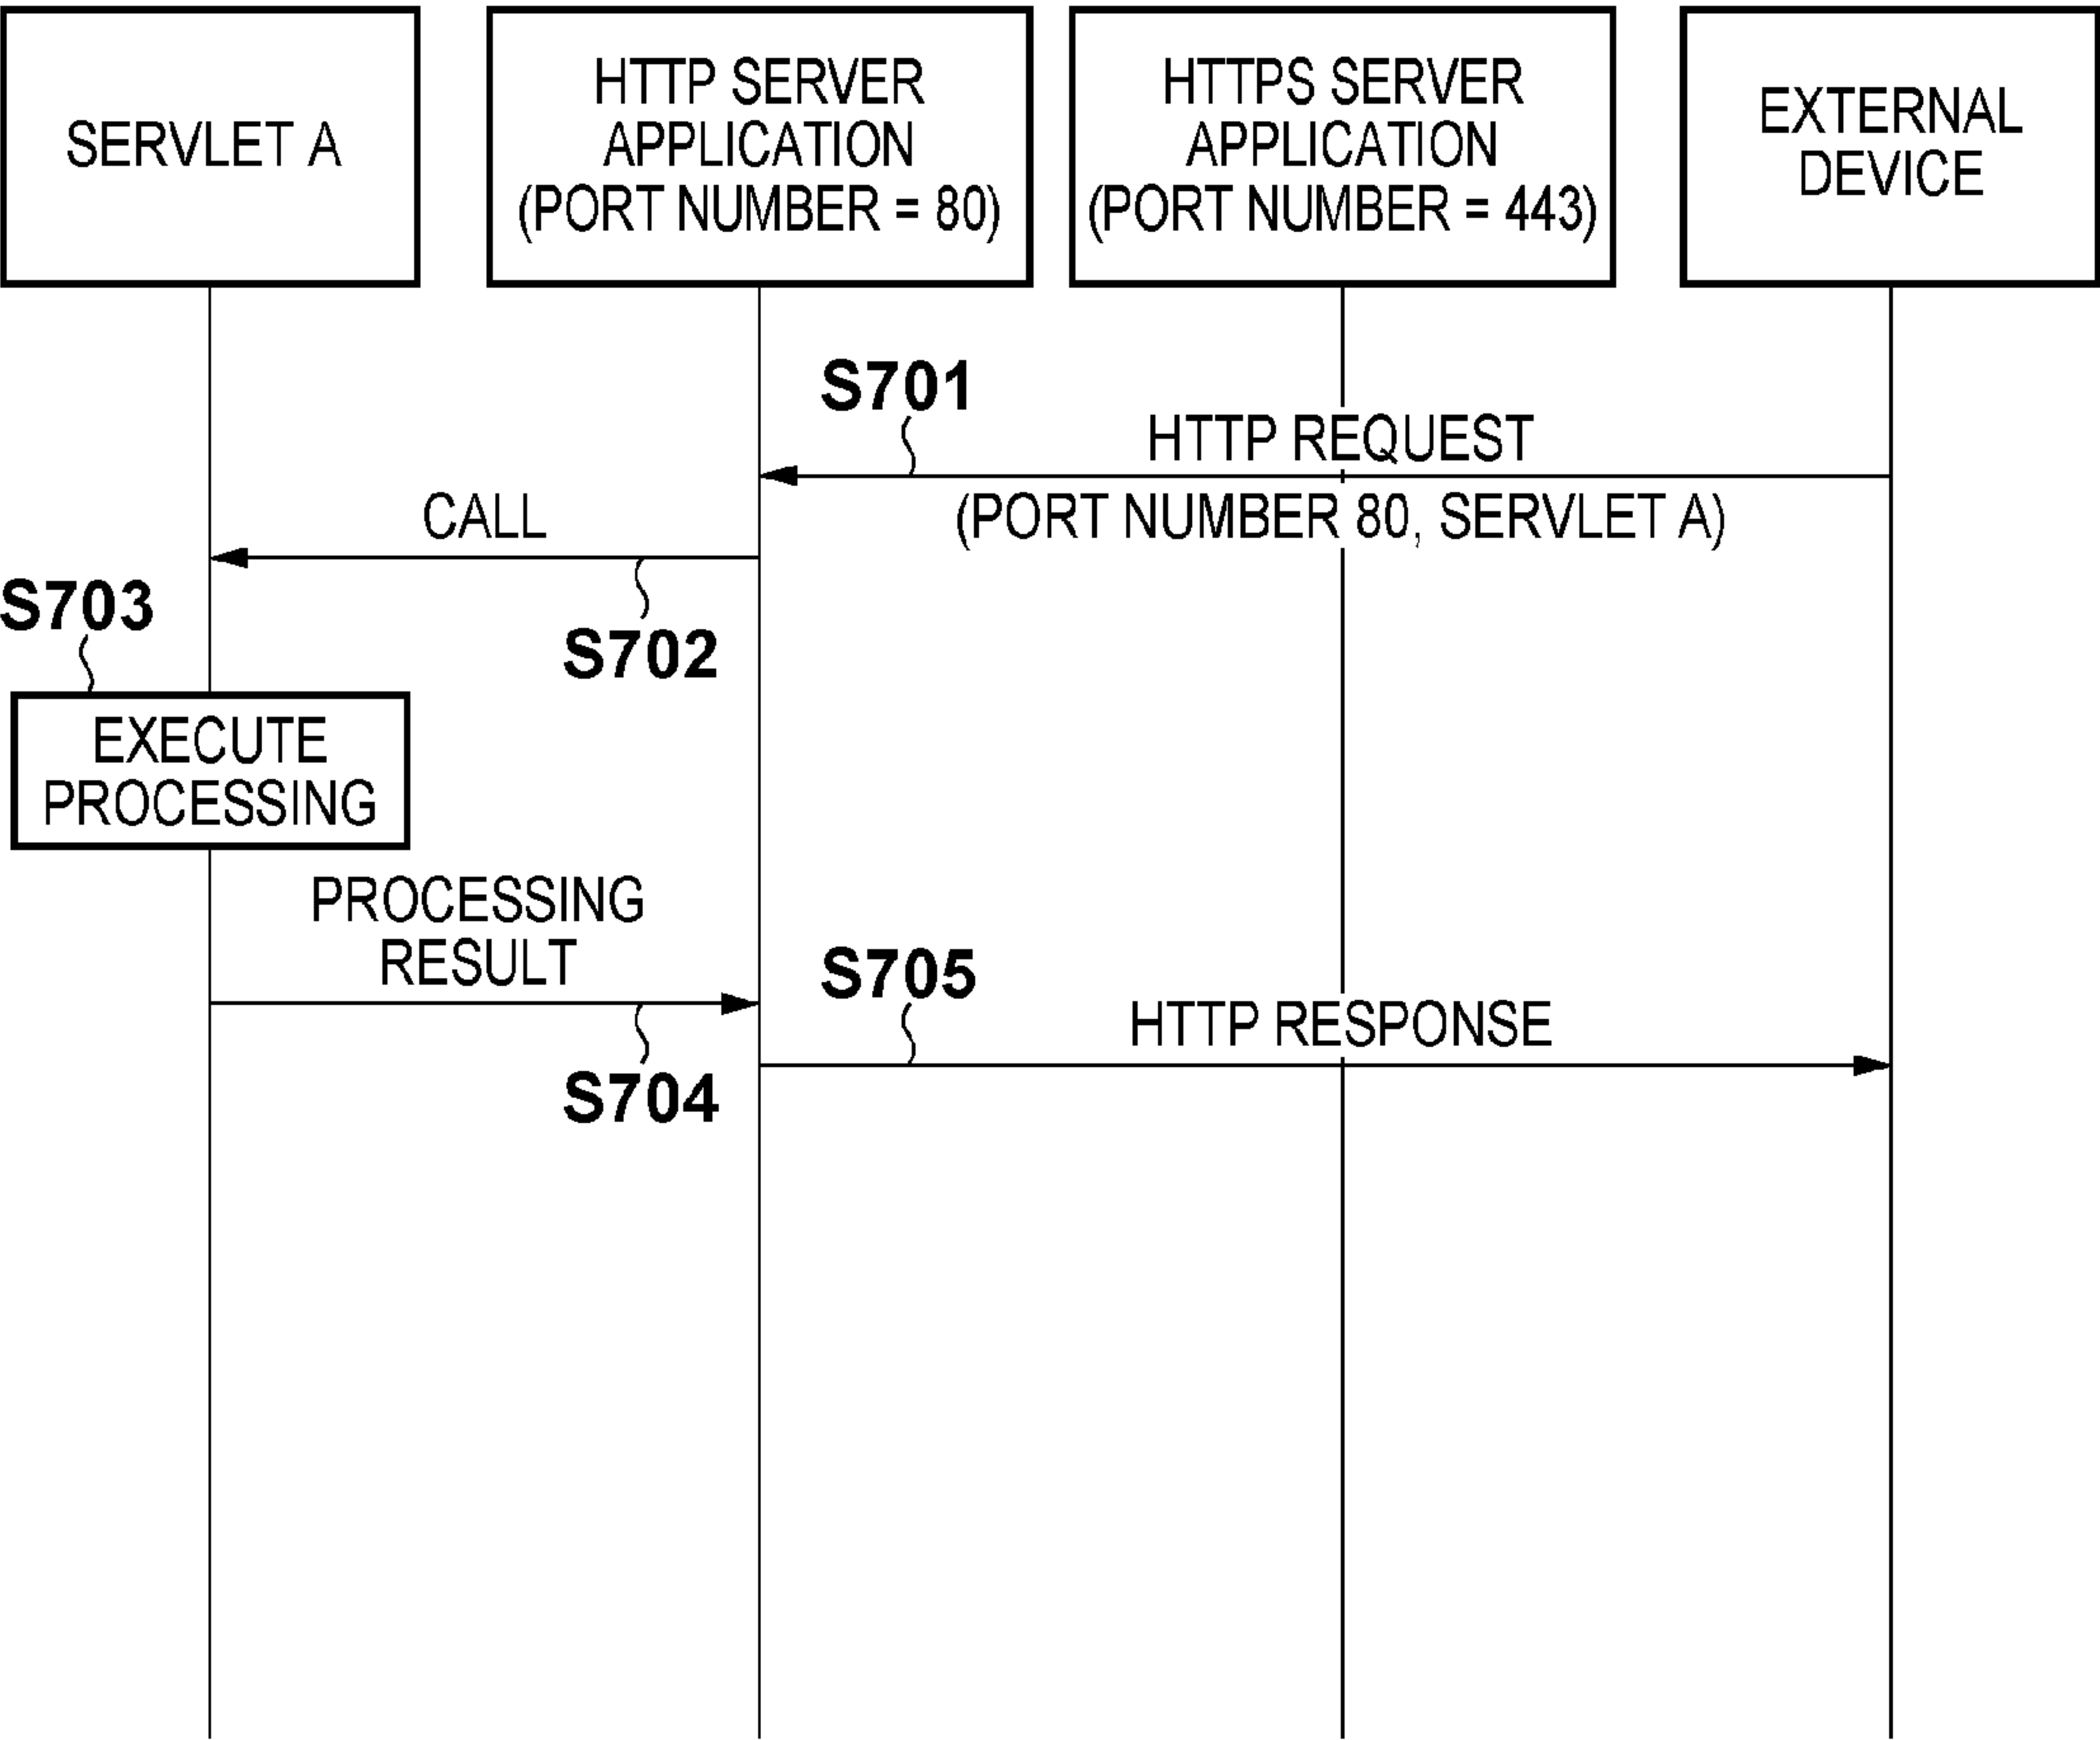 SERVLET A
HTTP SERVER
APPLICATION
(PORT NUMBER = 80)
HTTPS SERVER
APPLICATION
(PORT NUMBER = 443)
EXTERNAL
DEVICE
S701
HTTP REQUEST
(PORT NUMBER 80, SERVLET A)
CALL
S702
S703
EXECUTE
PROCESSING
PROCESSING
RESULT
S704
S705
HTTP RESPONSE